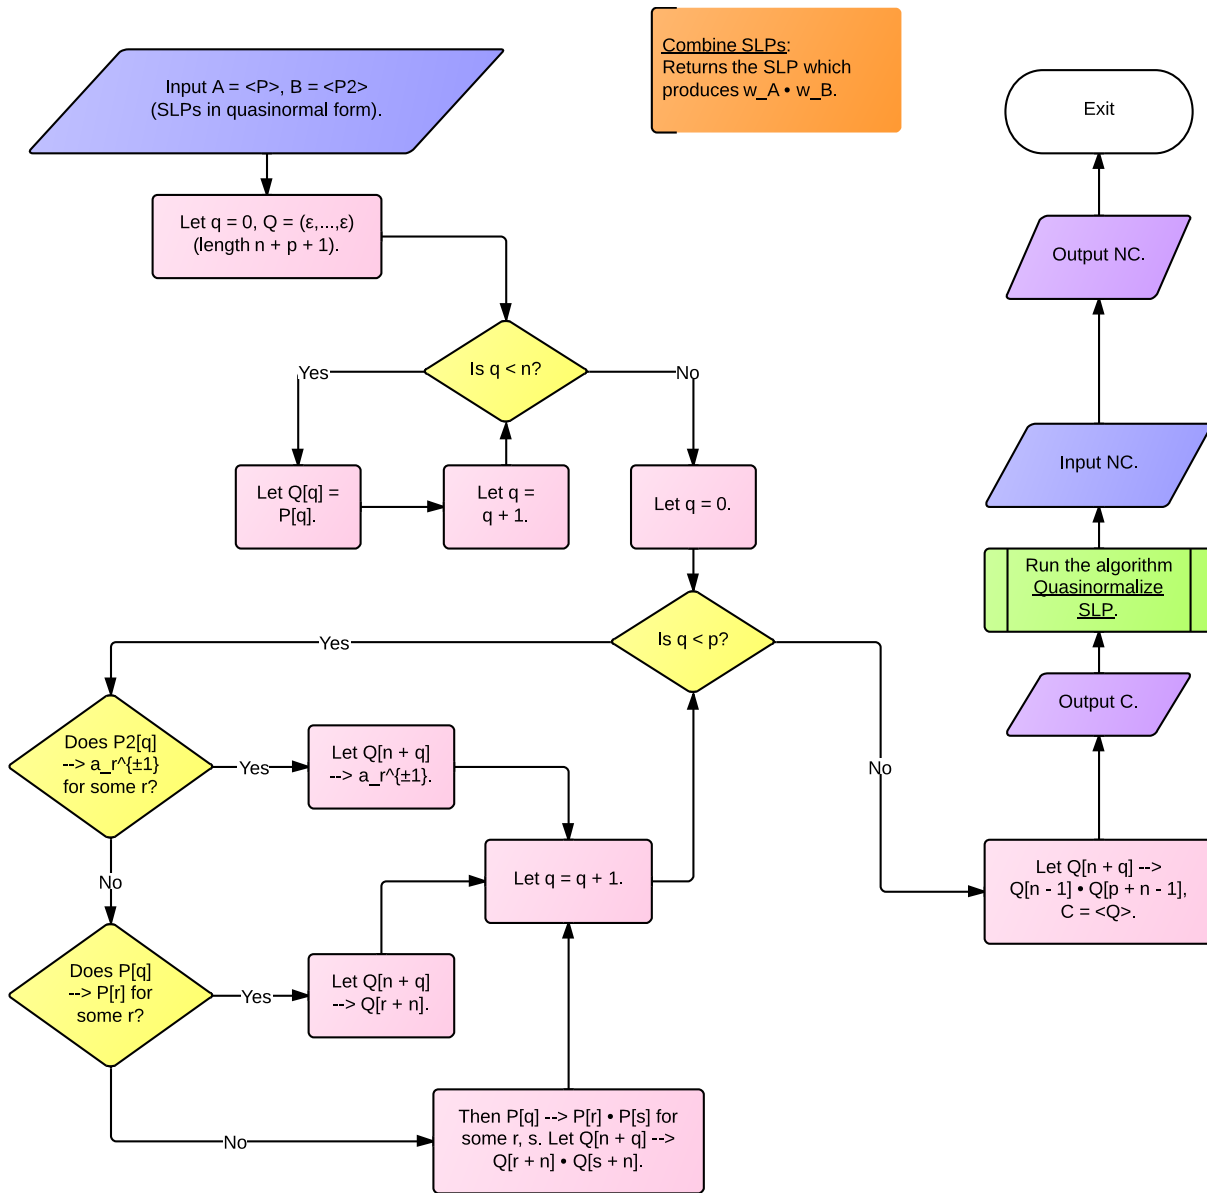 Combine SLPs:
Returns the SLP which
produces w_A • w_B.
Input A = <P>, B = <P2>
(SLPs in quasinormal form).
Exit
Let q = 0, Q = (ε,...,ε)
(length n + p + 1).
Output NC.
Is q < n?
Yes
No
Let Q[q] =
P[q].
Let q =
q + 1.
Let q = 0.
Input NC.
Run the algorithm
Quasinormalize
SLP.
Is q < p?
Yes
No
Output C.
Does P2[q]
--> a_r^{±1}
for some r?
Yes
Let Q[n + q]
--> a_r^{±1}.
No
Let q = q + 1.
Let Q[n + q] -->
Q[n - 1] • Q[p + n - 1],
C = <Q>.
Does P[q]
--> P[r] for
some r?
Yes
Let Q[n + q]
--> Q[r + n].
No
Then P[q] --> P[r] • P[s] for
some r, s. Let Q[n + q] -->
Q[r + n] • Q[s + n].